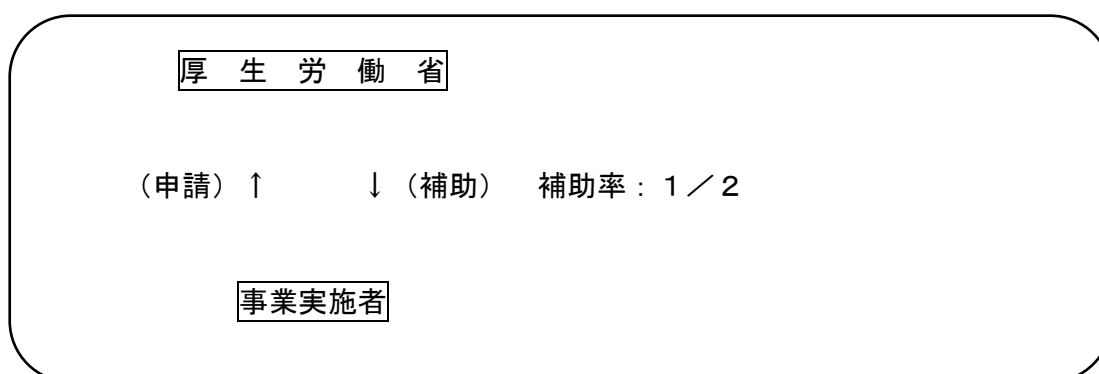 厚　生　労　働　省
（申請）↑　　　↓（補助）　補助率：１／２
事業実施者